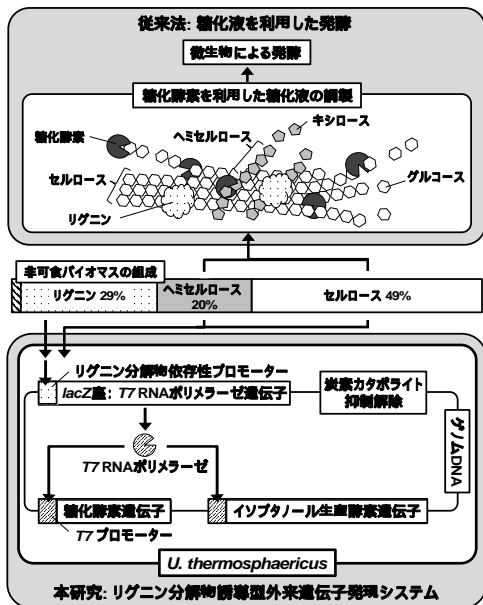 従来法: 糖化液を利用した発酵
微生物による発酵
糖化酵素を利用した糖化液の調製
糖化酵素
ヘミセルロース
キシロース
セルロース
グルコース
リグニン
非可食バイオマスの組成
リグニン 29%
ヘミセルロース
20%
セルロース 49%
リグニン分解物依存性プロモーター
lacZ座: T7 RNAポリメラーゼ遺伝子
炭素カタボライト
抑制解除
ゲノムDNA
T7 RNAポリメラーゼ
糖化酵素遺伝子
イソブタノール生産酵素遺伝子
T7 プロモーター
U. thermosphaericus
本研究: リグニン分解物誘導型外来遺伝子発現システム